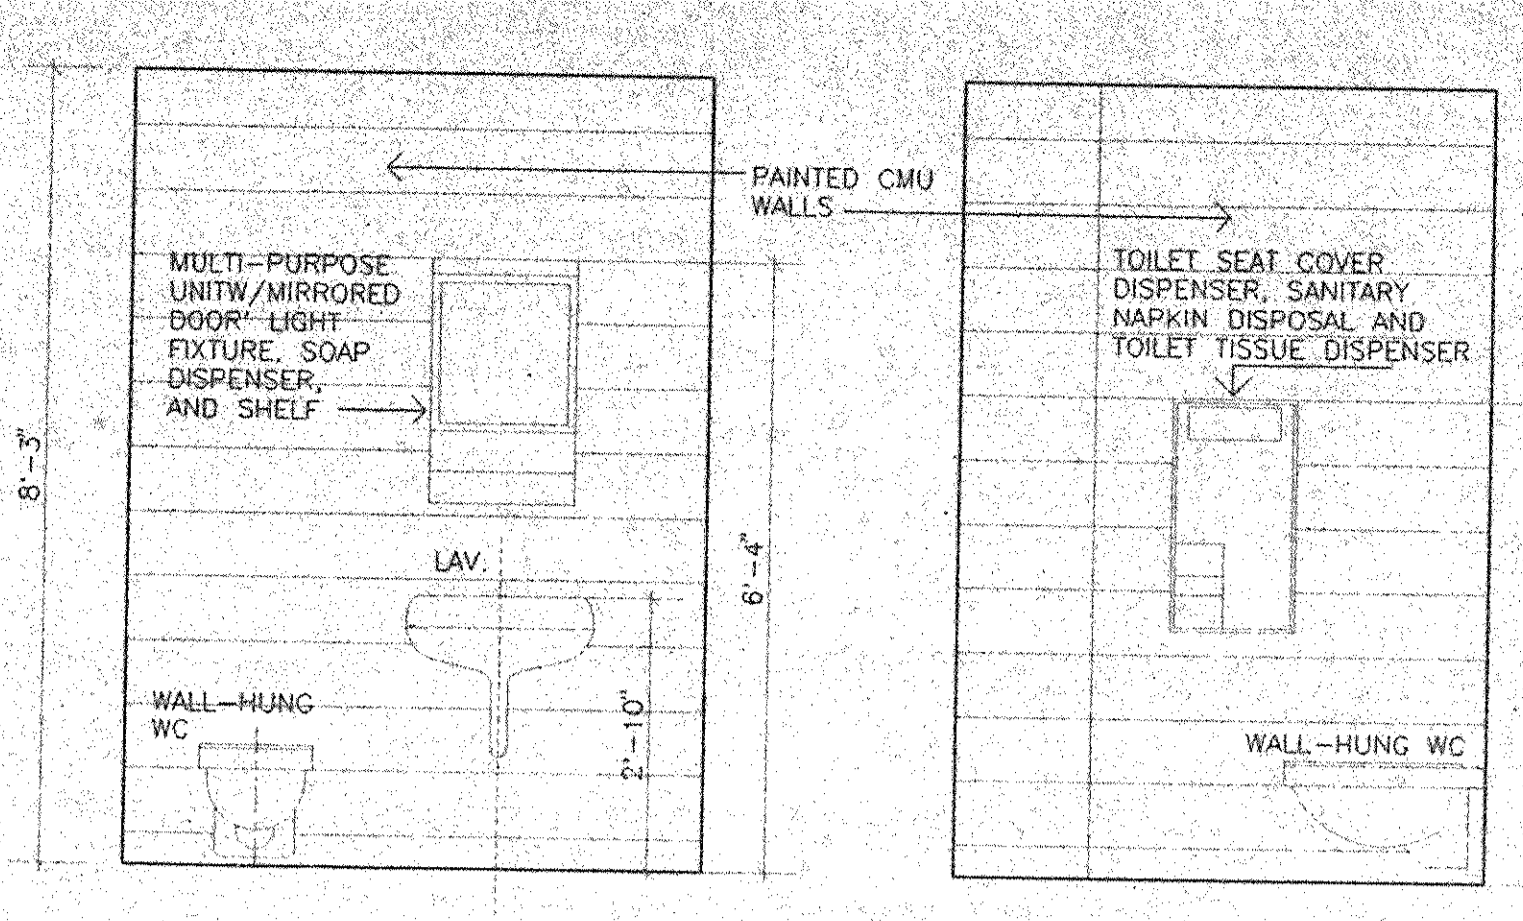 PAINTED CMU
WALLS
MULTI-PURPOSE
UNITW/MIRRORED
DOOR' LIGHT
FIXTURE, SOAP
DISPENSER,
AND SHELF
TOILET SEAT COVER
DISPENSER, SANITARY
NAPKIN DISPOSAL AND
TOILET TISSUE DISPENSER
8'-3"
LAV.
6'-4"
2'-10"
WALL-HUNG
WC
WALL-HUNG WC